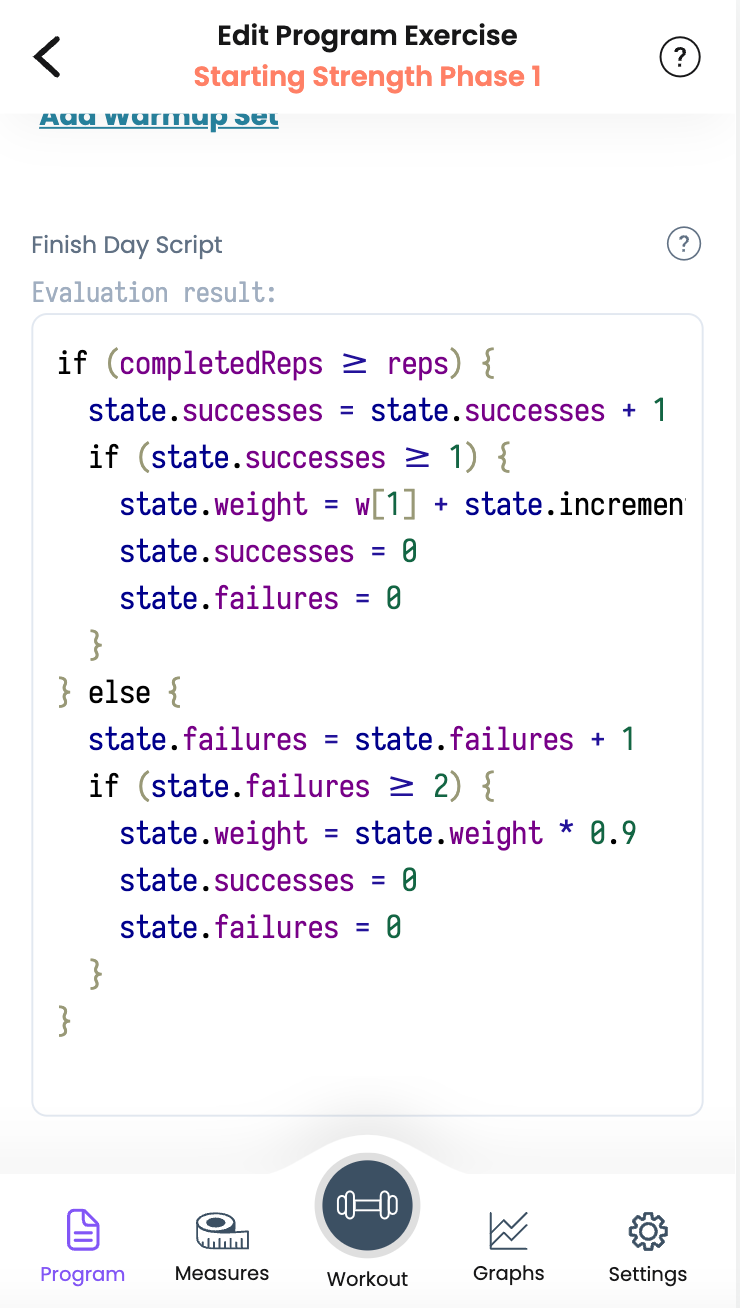 Edit Program Exercise
Starting Strength Phase 1
?
Add Warmup Set
Finish Day Script
?
Evaluation result:
if (completedReps ≥ reps) {
  state.successes = state.successes + 1
  if (state.successes ≥ 1) {
    state.weight = w[1] + state.incremen
    state.successes = 0
    state.failures = 0
  }
} else {
  state.failures = state.failures + 1
  if (state.failures ≥ 2) {
    state.weight = state.weight * 0.9
    state.successes = 0
    state.failures = 0
  }
}
Program
Measures
Workout
Graphs
Settings